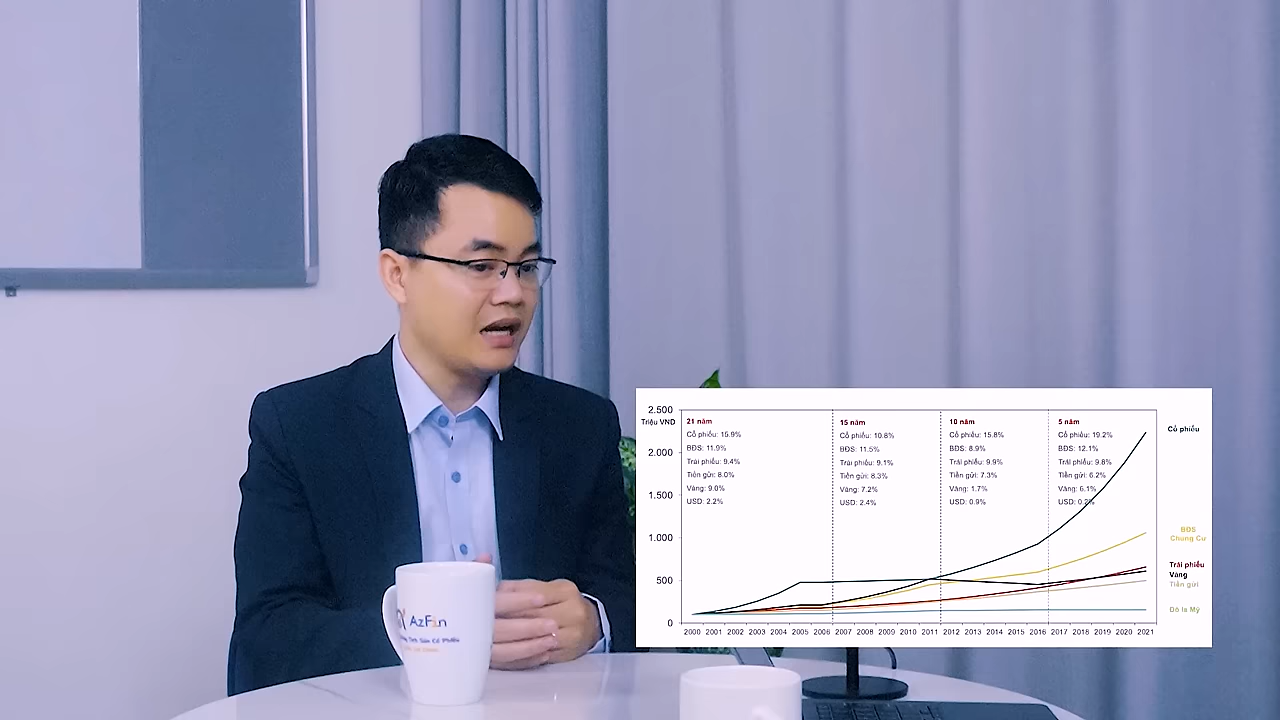 AzFin
2.500
Triệu VND
2.000
1.500
1.000
500
0
21 năm
Cổ phiếu: 15.9%
BĐS: 11.9%
Trái phiếu: 9.4%
Tiền gửi: 8.0%
Vàng: 9.0%
USD: 2.2%
15 năm
Cổ phiếu: 10.8%
BĐS: 11.5%
Trái phiếu: 9.1%
Tiền gửi: 8.3%
Vàng: 7.2%
USD: 2.4%
10 năm
Cổ phiếu: 15.8%
BĐS: 8.9%
Trái phiếu: 9.9%
Tiền gửi: 7.3%
Vàng: 1.7%
USD: 0.9%
5 năm
Cổ phiếu: 19.2%
BĐS: 12.1%
Trái phiếu: 9.8%
Tiền gửi: 6.2%
Vàng: 6.1%
USD: 0.2%
Cổ phiếu
BĐS
Chung Cư
Trái phiếu
Vàng
Tiền gửi
Đô la Mỹ
2000 2001 2002 2003 2004 2005 2006 2007 2008 2009 2010 2011 2012 2013 2014 2015 2016 2017 2018 2019 2020 2021